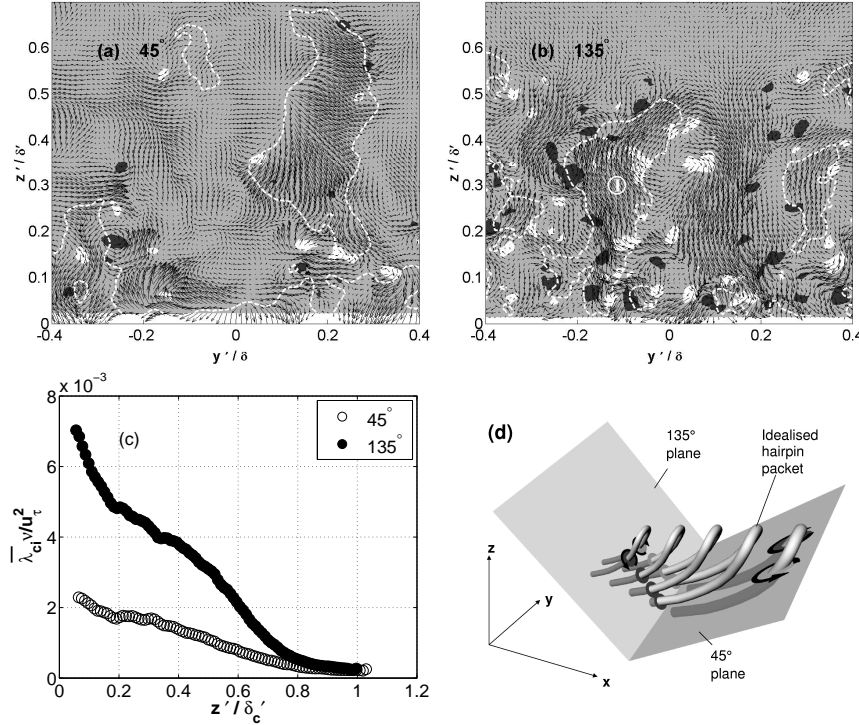 (a) 45°
z'/δ'
0.6
0.5
0.4
0.3
0.2
0.1
0
-0.4 -0.2 0 0.2 0.4
y'/δ
(b) 135°
1
z'/δ'
0.6
0.5
0.4
0.3
0.2
0.1
0
-0.4 -0.2 0 0.2 0.4
y'/δ
x 10⁻³
(c)
45°
135°
λ̅ci ν/u²τ
8
6
4
2
0
0 0.2 0.4 0.6 0.8 1 1.2
z'/δc'
(d)
135°
plane
Idealised
hairpin
packet
z
y
x
45°
plane